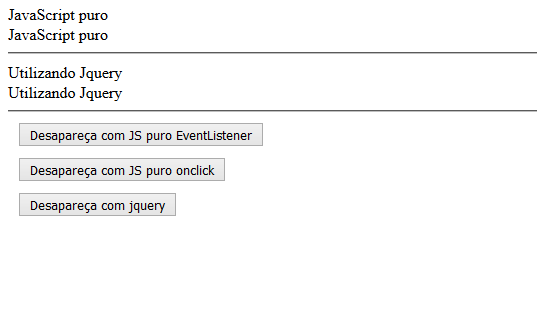 JavaScript puro
JavaScript puro
Utilizando Jquery
Utilizando Jquery
Desapareça com JS puro EventListener
Desapareça com JS puro onclick
Desapareça com jquery